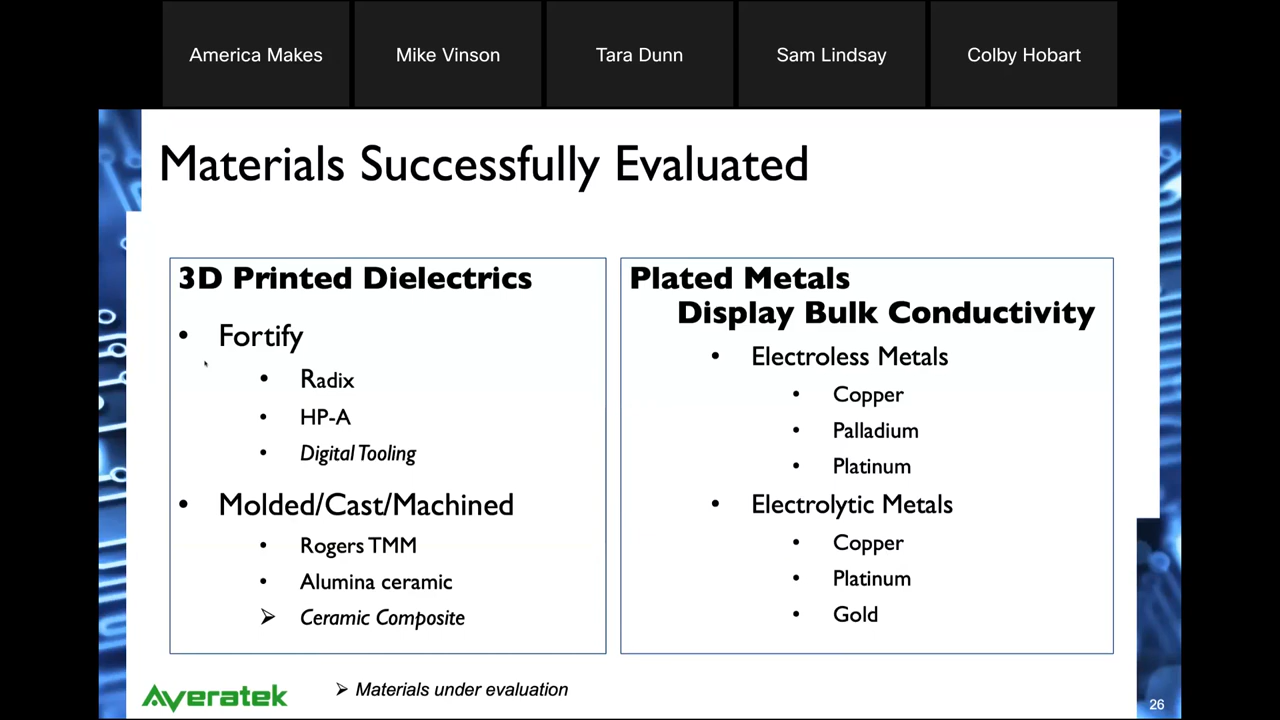 America Makes
Mike Vinson
Tara Dunn
Sam Lindsay
Colby Hobart
Materials Successfully Evaluated
3D Printed Dielectrics
• Fortify
• Radix
• HP-A
• Digital Tooling
• Molded/Cast/Machined
• Rogers TMM
• Alumina ceramic
➢ Ceramic Composite
Plated Metals
Display Bulk Conductivity
• Electroless Metals
• Copper
• Palladium
• Platinum
• Electrolytic Metals
• Copper
• Platinum
• Gold
Averatek
➢ Materials under evaluation
26